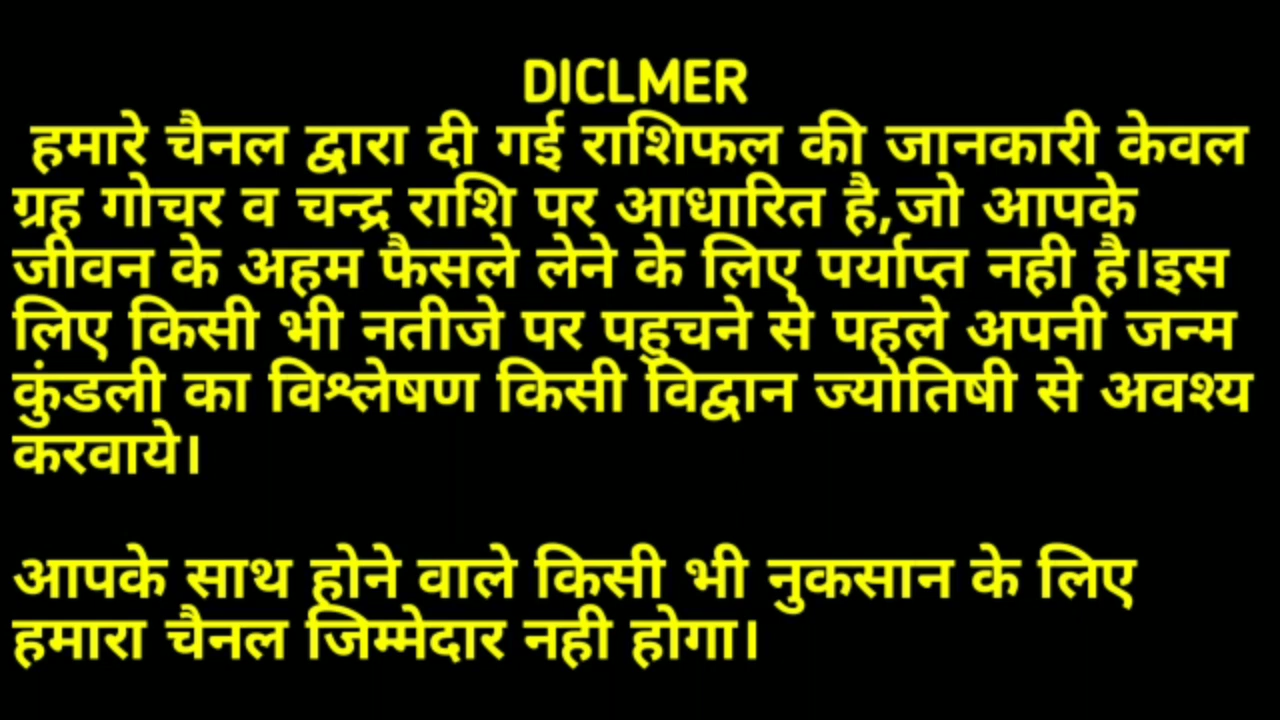 DICLMER
हमारे चैनल द्वारा दी गई राशिफल की जानकारी केवल
ग्रह गोचर व चन्द्र राशि पर आधारित है,जो आपके
जीवन के अहम फैसले लेने के लिए पर्याप्त नही है।इस
लिए किसी भी नतीजे पर पहुचने से पहले अपनी जन्म
कुंडली का विश्लेषण किसी विद्वान ज्योतिषी से अवश्य
करवाये।
आपके साथ होने वाले किसी भी नुकसान के लिए
हमारा चैनल जिम्मेदार नही होगा।